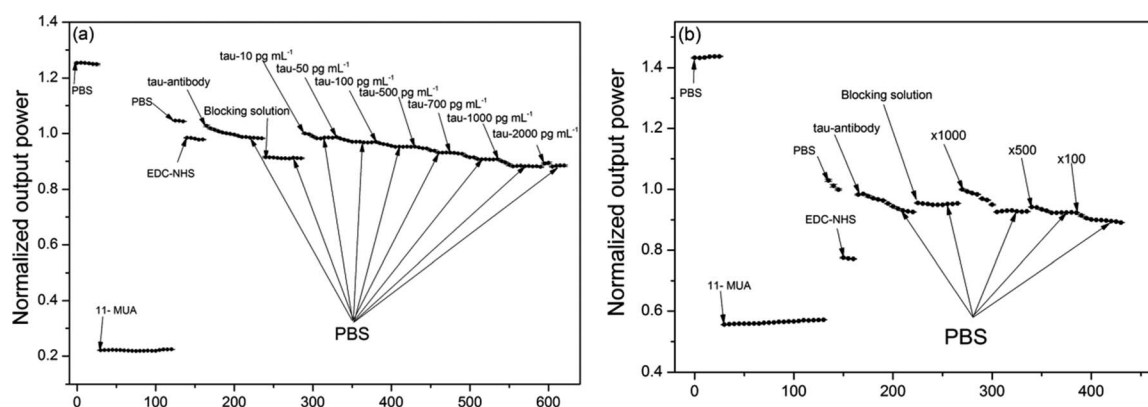 (a)
Normalized output power
1.4
1.2
1.0
0.8
0.6
0.4
0.2
0 100 200 300 400 500 600
PBS
11- MUA
PBS
EDC-NHS
tau-antibody
Blocking solution
tau-10 pg mL⁻¹
tau-50 pg mL⁻¹
tau-100 pg mL⁻¹
tau-500 pg mL⁻¹
tau-700 pg mL⁻¹
tau-1000 pg mL⁻¹
tau-2000 pg mL⁻¹
PBS
(b)
Normalized output power
1.4
1.2
1.0
0.8
0.6
0.4
0 100 200 300 400
PBS
11- MUA
PBS
EDC-NHS
tau-antibody
Blocking solution
x1000
x500
x100
PBS